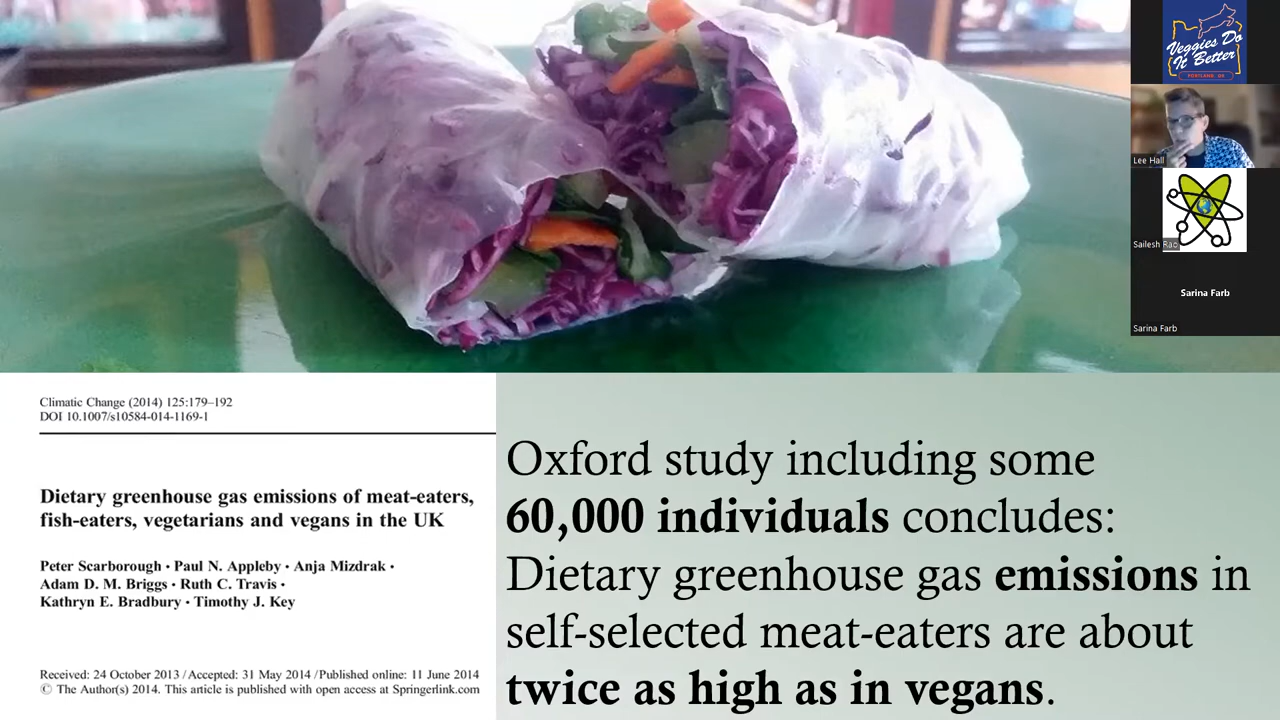 Veggies Do
It Better
PORTLAND, OR
Lee Hall
Sailesh Rao
Sarina Farb
Sarina Farb
Climatic Change (2014) 125:179–192
DOI 10.1007/s10584-014-1169-1
Dietary greenhouse gas emissions of meat-eaters,
fish-eaters, vegetarians and vegans in the UK
Peter Scarborough · Paul N. Appleby · Anja Mizdrak ·
Adam D. M. Briggs · Ruth C. Travis ·
Kathryn E. Bradbury · Timothy J. Key
Received: 24 October 2013 / Accepted: 31 May 2014 / Published online: 11 June 2014
© The Author(s) 2014. This article is published with open access at Springerlink.com
Oxford study including some
60,000 individuals concludes:
Dietary greenhouse gas emissions in
self-selected meat-eaters are about
twice as high as in vegans.